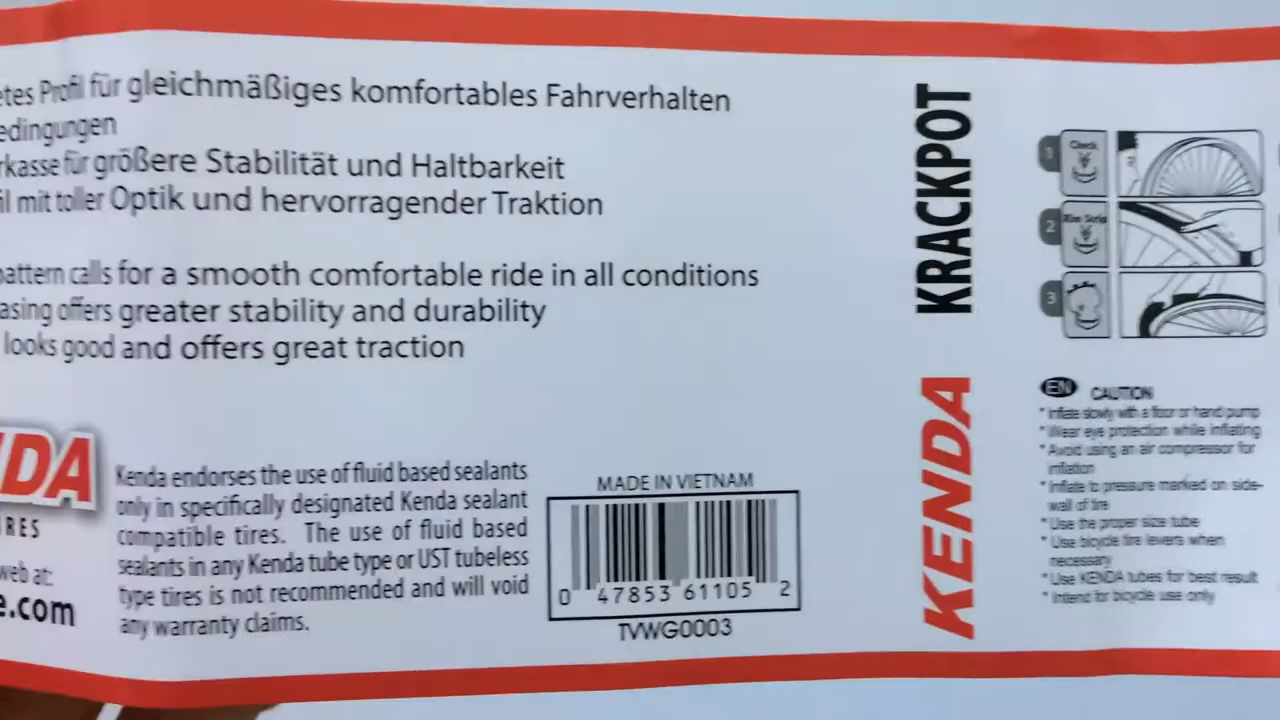 etes Profil für gleichmäßiges komfortables Fahrverhalten
edingungen
rkasse für größere Stabilität und Haltbarkeit
il mit toller Optik und hervorragender Traktion
pattern calls for a smooth comfortable ride in all conditions
asing offers greater stability and durability
looks good and offers great traction
NDA
IRES
web at:
e.com
Kenda endorses the use of fluid based sealants
only in specifically designated Kenda sealant
compatible tires. The use of fluid based
sealants in any Kenda tube type or UST tubeless
type tires is not recommended and will void
any warranty claims.
MADE IN VIETNAM
0 47853 61105 2
TVWG0003
KENDA KRACKPOT
1 Check
2 Rim Strip
3
EN CAUTION
* Inflate slowly with a floor or hand pump
* Wear eye protection while inflating
* Avoid using an air compressor for
inflation
* Inflate to pressure marked on side-
wall of tire
* Use the proper size tube
* Use bicycle tire levers when
necessary
* Use KENDA tubes for best result
* Intend for bicycle use only